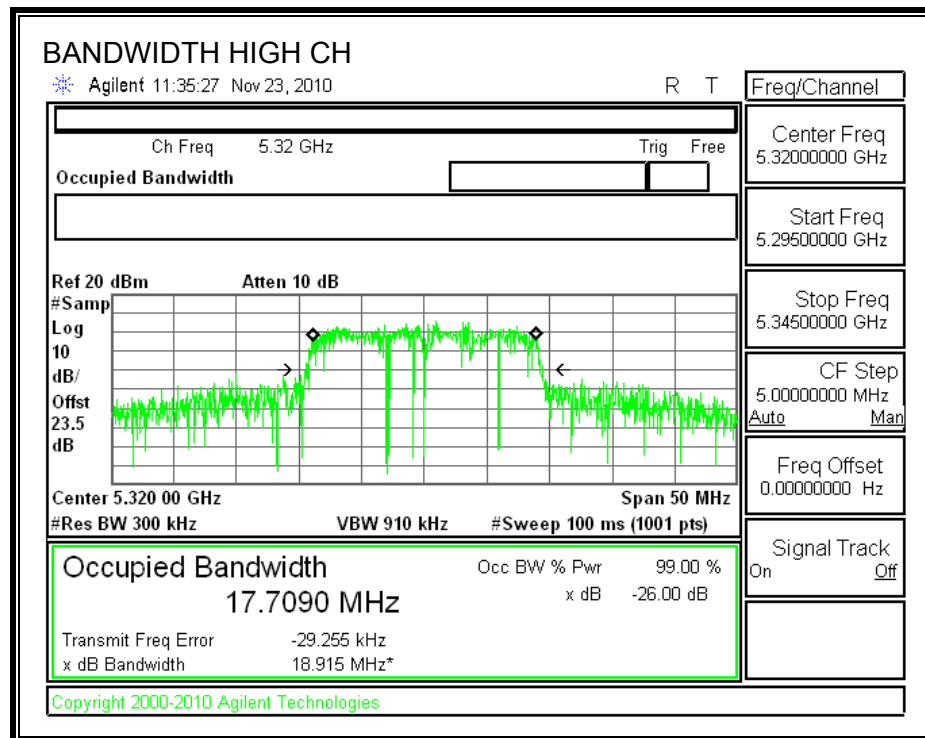 BANDWIDTH HIGH CH
Agilent 11:35:27 Nov 23, 2010 R T
Ch Freq 5.32 GHz Trig Free
Occupied Bandwidth
Ref 20 dBm Atten 10 dB
#Samp
Log
10
dB/
Offst
23.5
dB
Center 5.320 00 GHz Span 50 MHz
#Res BW 300 kHz VBW 910 kHz #Sweep 100 ms (1001 pts)
Occupied Bandwidth Occ BW % Pwr 99.00 %
17.7090 MHz x dB -26.00 dB
Transmit Freq Error -29.255 kHz
x dB Bandwidth 18.915 MHz*
Copyright 2000-2010 Agilent Technologies
Freq/Channel
Center Freq
5.32000000 GHz
Start Freq
5.29500000 GHz
Stop Freq
5.34500000 GHz
CF Step
5.00000000 MHz
Auto Man
Freq Offset
0.00000000 Hz
Signal Track
On Off